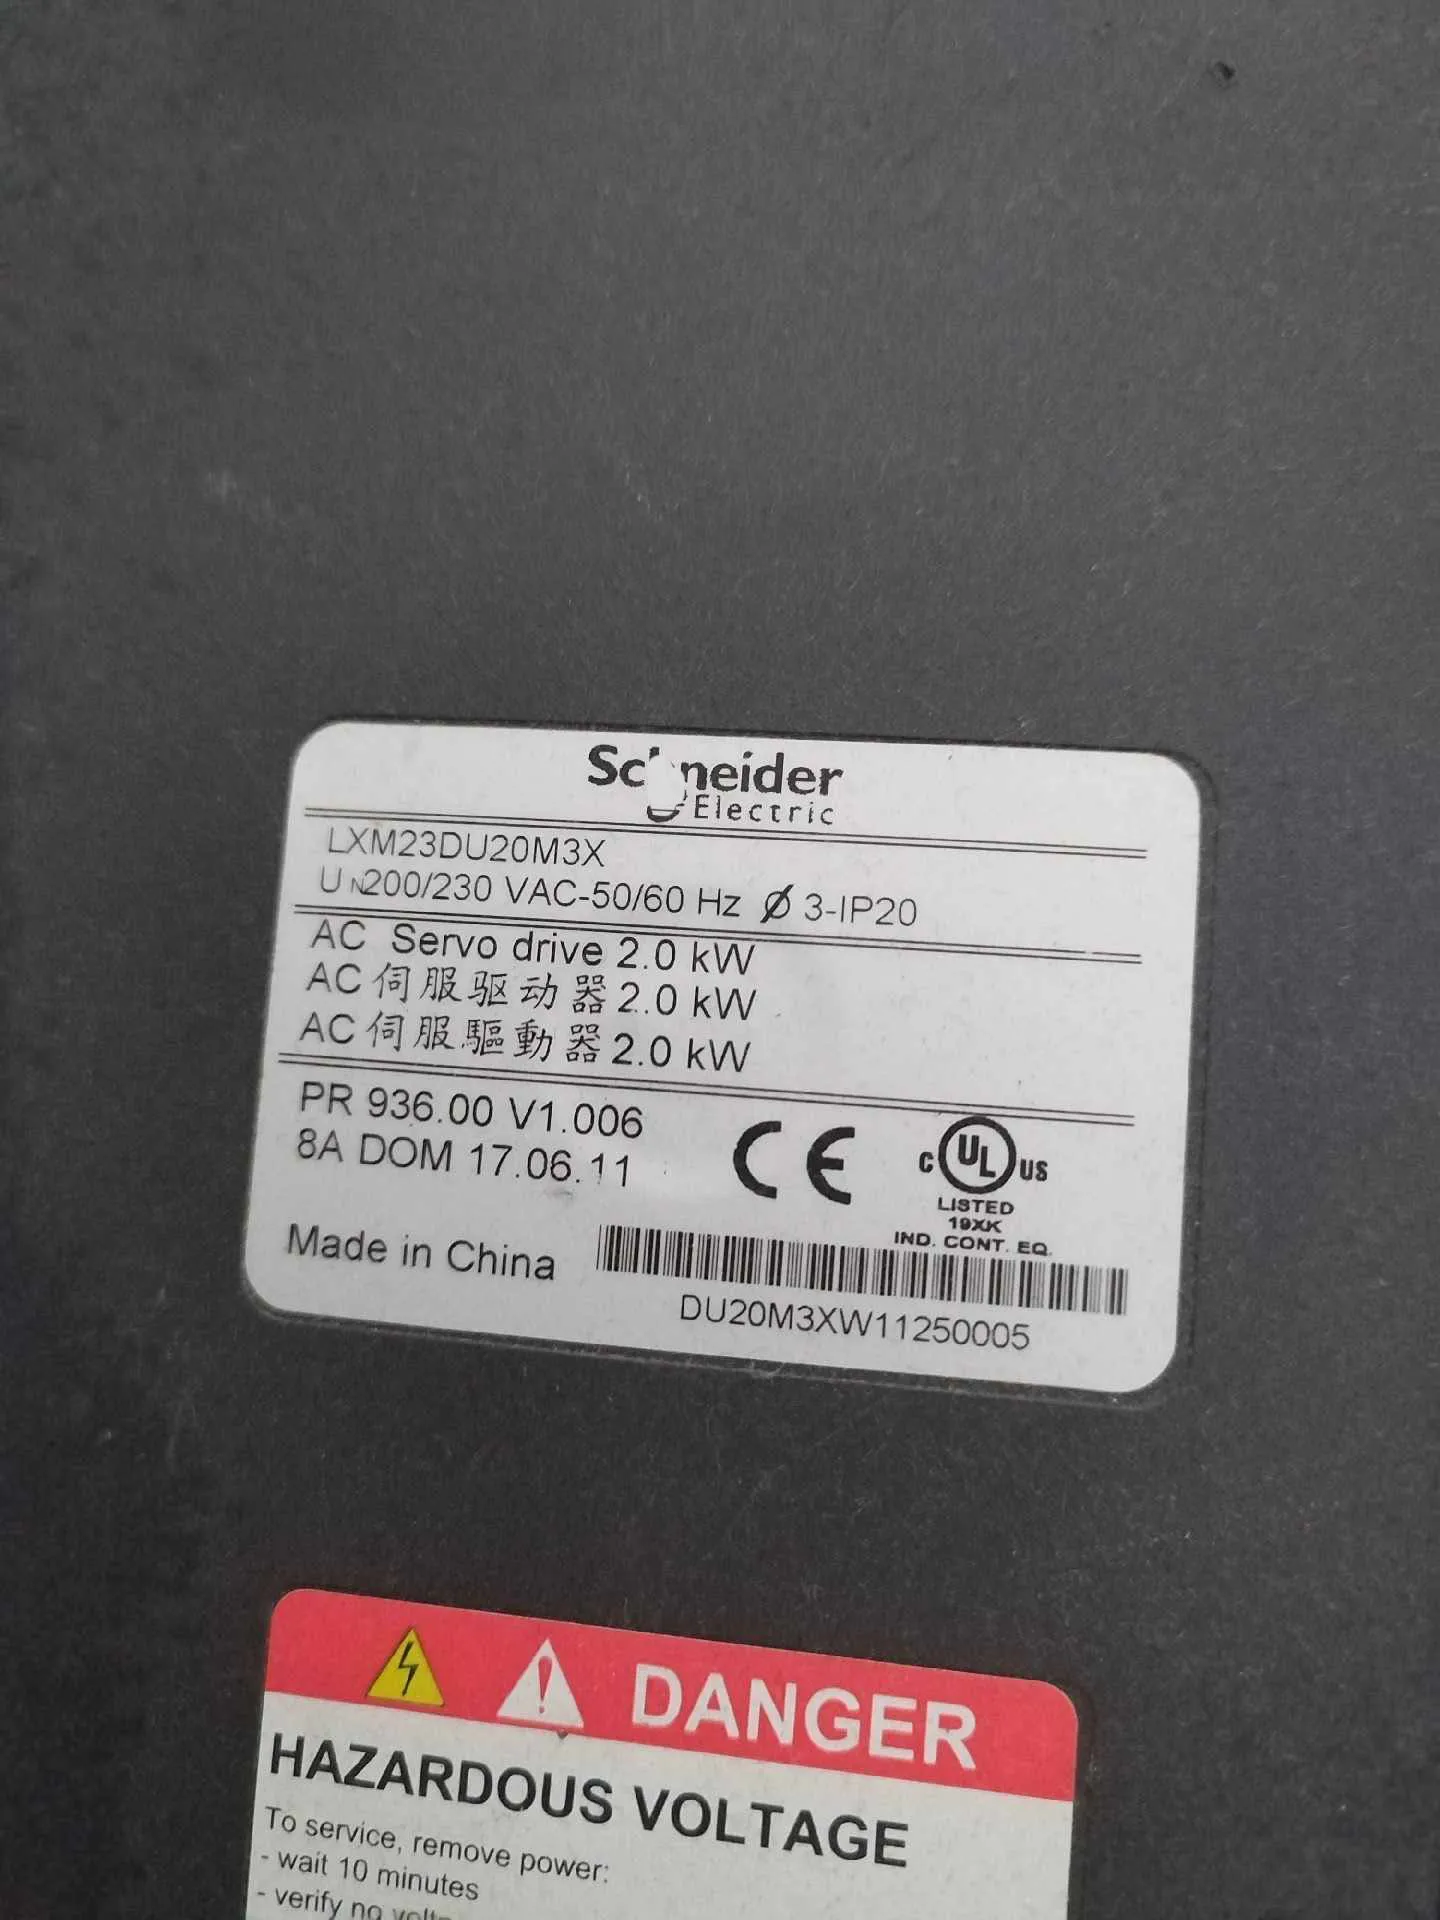 Schneider
Electric
LXM23DU20M3X
UN200/230 VAC-50/60 Hz Ø 3-IP20
AC Servo drive 2.0 kW
AC 伺服驱动器 2.0 kW
AC 伺服驅動器 2.0 kW
PR 936.00 V1.006
8A DOM 17.06.11
CE
C UL US
LISTED
19XK
IND. CONT. EQ.
Made in China
DU20M3XW11250005
DANGER
HAZARDOUS VOLTAGE
To service, remove power:
- wait 10 minutes
- verify no